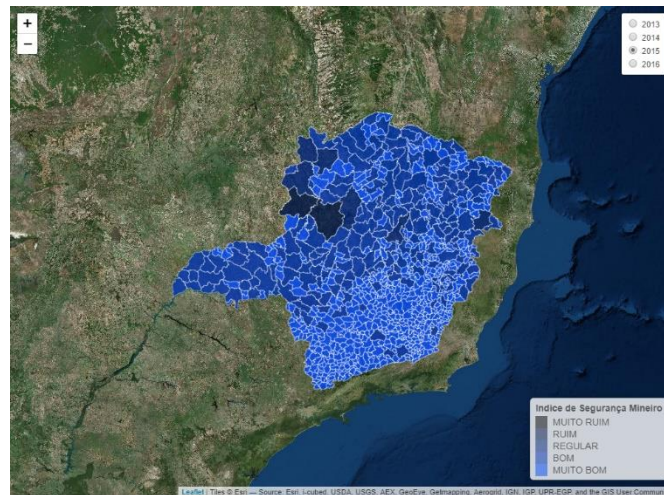 +
−
2013
2014
2015
2016
Indice de Segurança Mineiro
MUITO RUIM
RUIM
REGULAR
BOM
MUITO BOM
Leaflet | Tiles © Esri — Source: Esri, i-cubed, USDA, USGS, AEX, GeoEye, Getmapping, Aerogrid, IGN, IGP, UPR-EGP, and the GIS User Commun